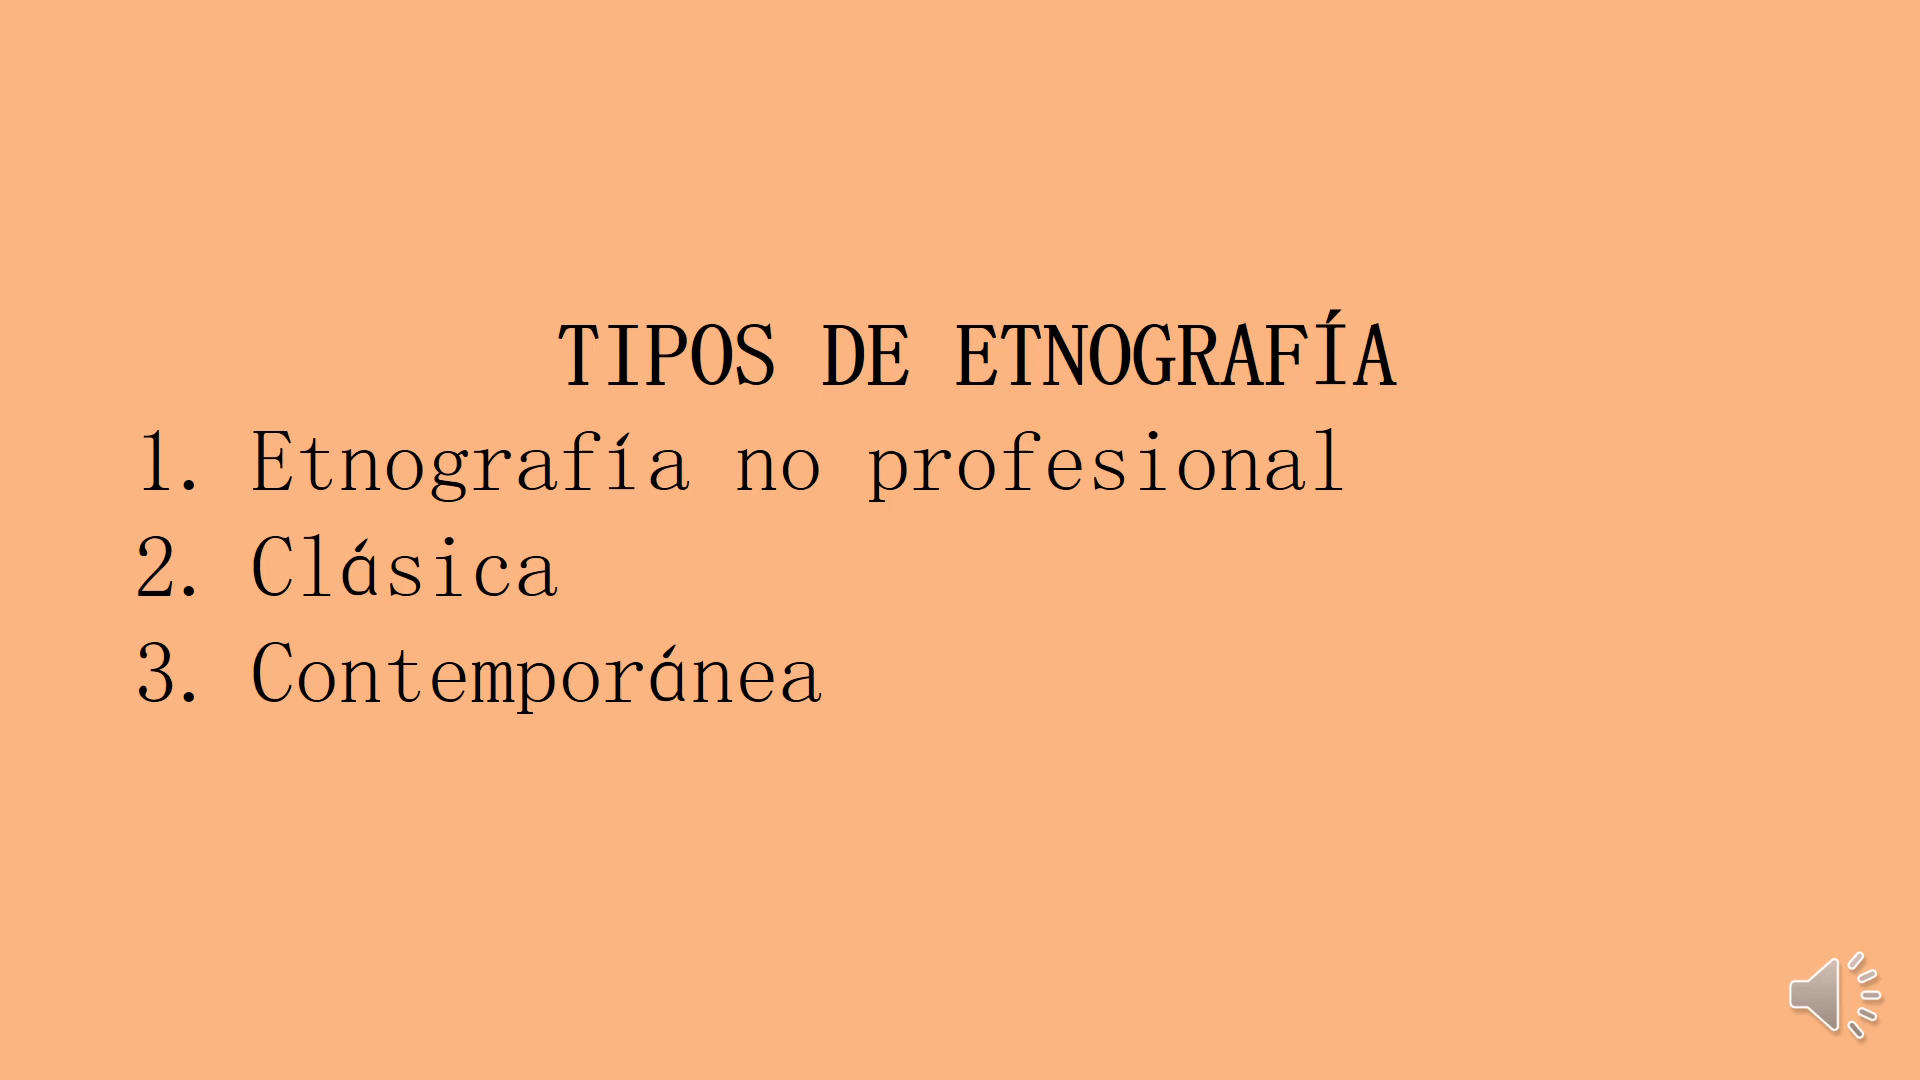 TIPOS DE ETNOGRAFÍA
1. Etnografía no profesional
2. Clásica
3. Contemporánea